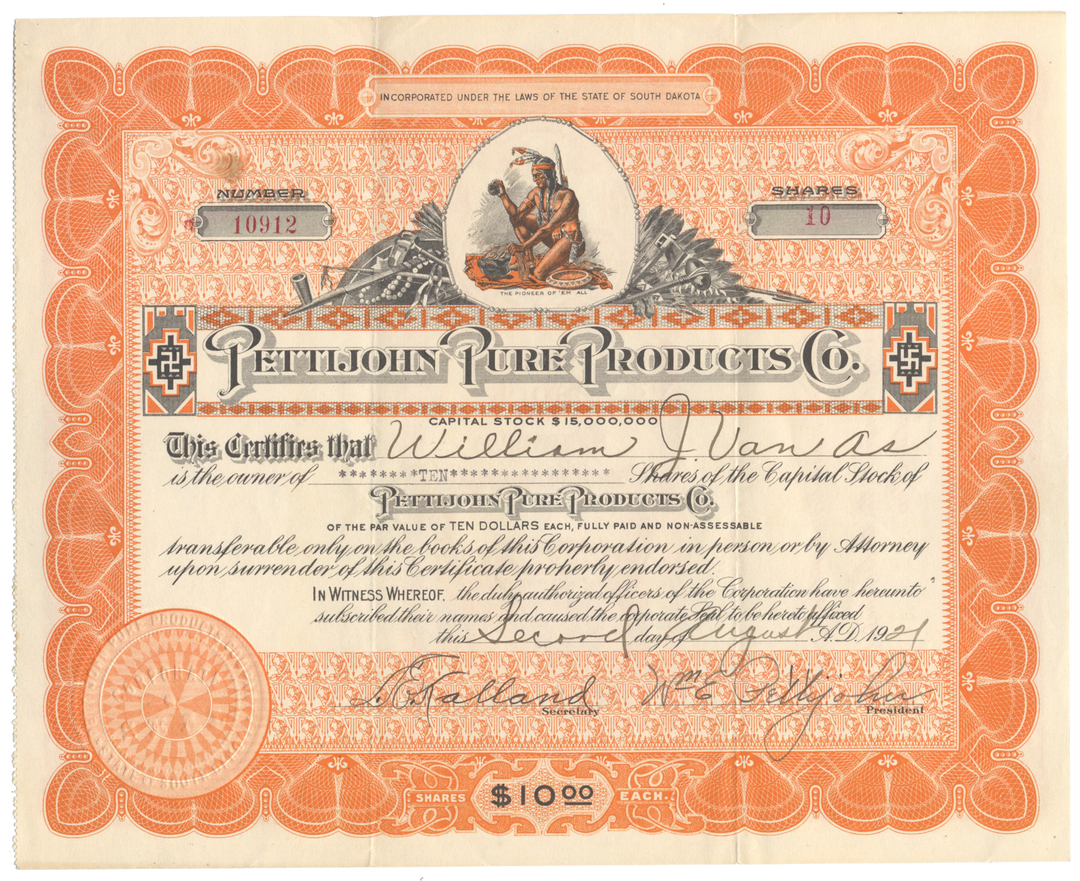 INCORPORATED UNDER THE LAWS OF THE STATE OF SOUTH DAKOTA
NUMBER
10912
SHARES
10
THE PIONEER OF 'EM ALL
PETTIJOHN PURE PRODUCTS CO.
CAPITAL STOCK $15,000,000
This Certifies that William J. Van As
is the owner of ********TEN****************** Shares of the Capital Stock of
PETTIJOHN PURE PRODUCTS CO.
OF THE PAR VALUE OF TEN DOLLARS EACH, FULLY PAID AND NON-ASSESSABLE
transferable only on the books of this Corporation in person or by Attorney
upon surrender of this Certificate properly endorsed.
IN WITNESS WHEREOF, the duly authorized officers of the Corporation have hereunto
subscribed their names and caused the corporate Seal to be hereto affixed
this Second day of August A.D. 1921
Kalland
Secretary
Wm E Pettijohn
President
SHARES $10.00 EACH.